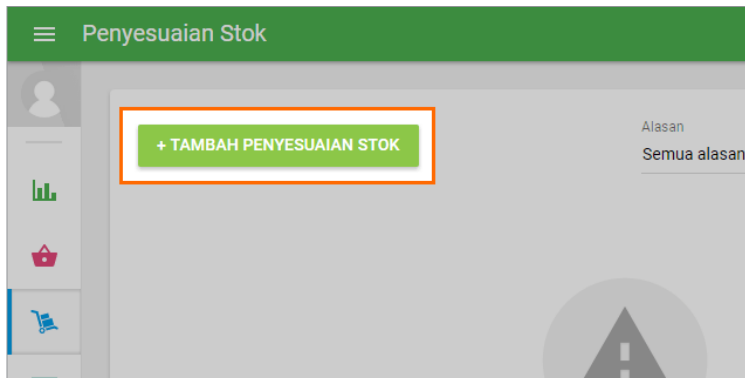 Penyesuaian Stok
+ TAMBAH PENYESUAIAN STOK
Alasan
Semua alasan